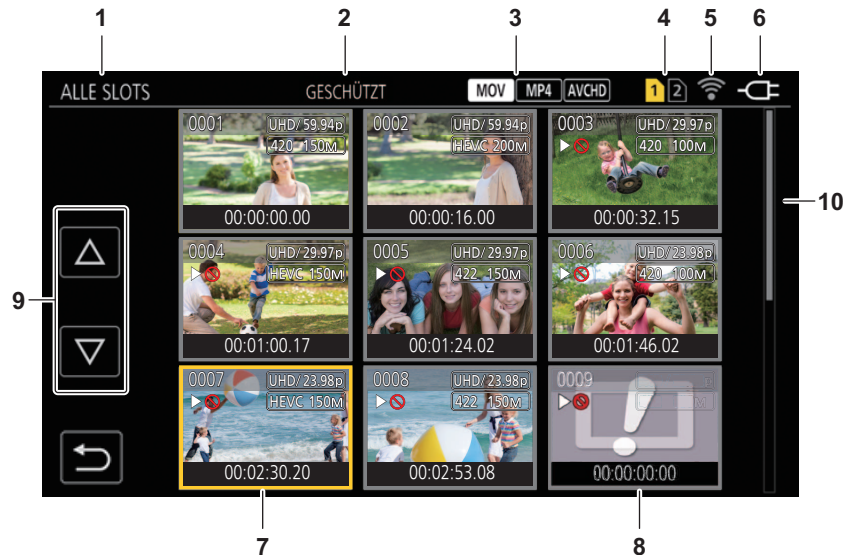 1 2 3 4 5 6
ALLE SLOTS GESCHÜTZT MOV MP4 AVCHD 1 2
0001 UHD/59.94p 0002 UHD/59.94p 0003 UHD/29.97p
420 150M HEVC 200M 420 100M
10
00:00:00.00 00:00:16.00 00:00:32.15
0004 UHD/29.97p 0005 UHD/29.97p 0006 UHD/23.98p
HEVC 150M 422 150M 420 100M
9
00:01:00.17 00:01:24.02 00:01:46.02
0007 UHD/23.98p 0008 UHD/23.98p 0009 p
HEVC 150M 422 150M M
00:02:30.20 00:02:53.08 00:00:00:00
7 8